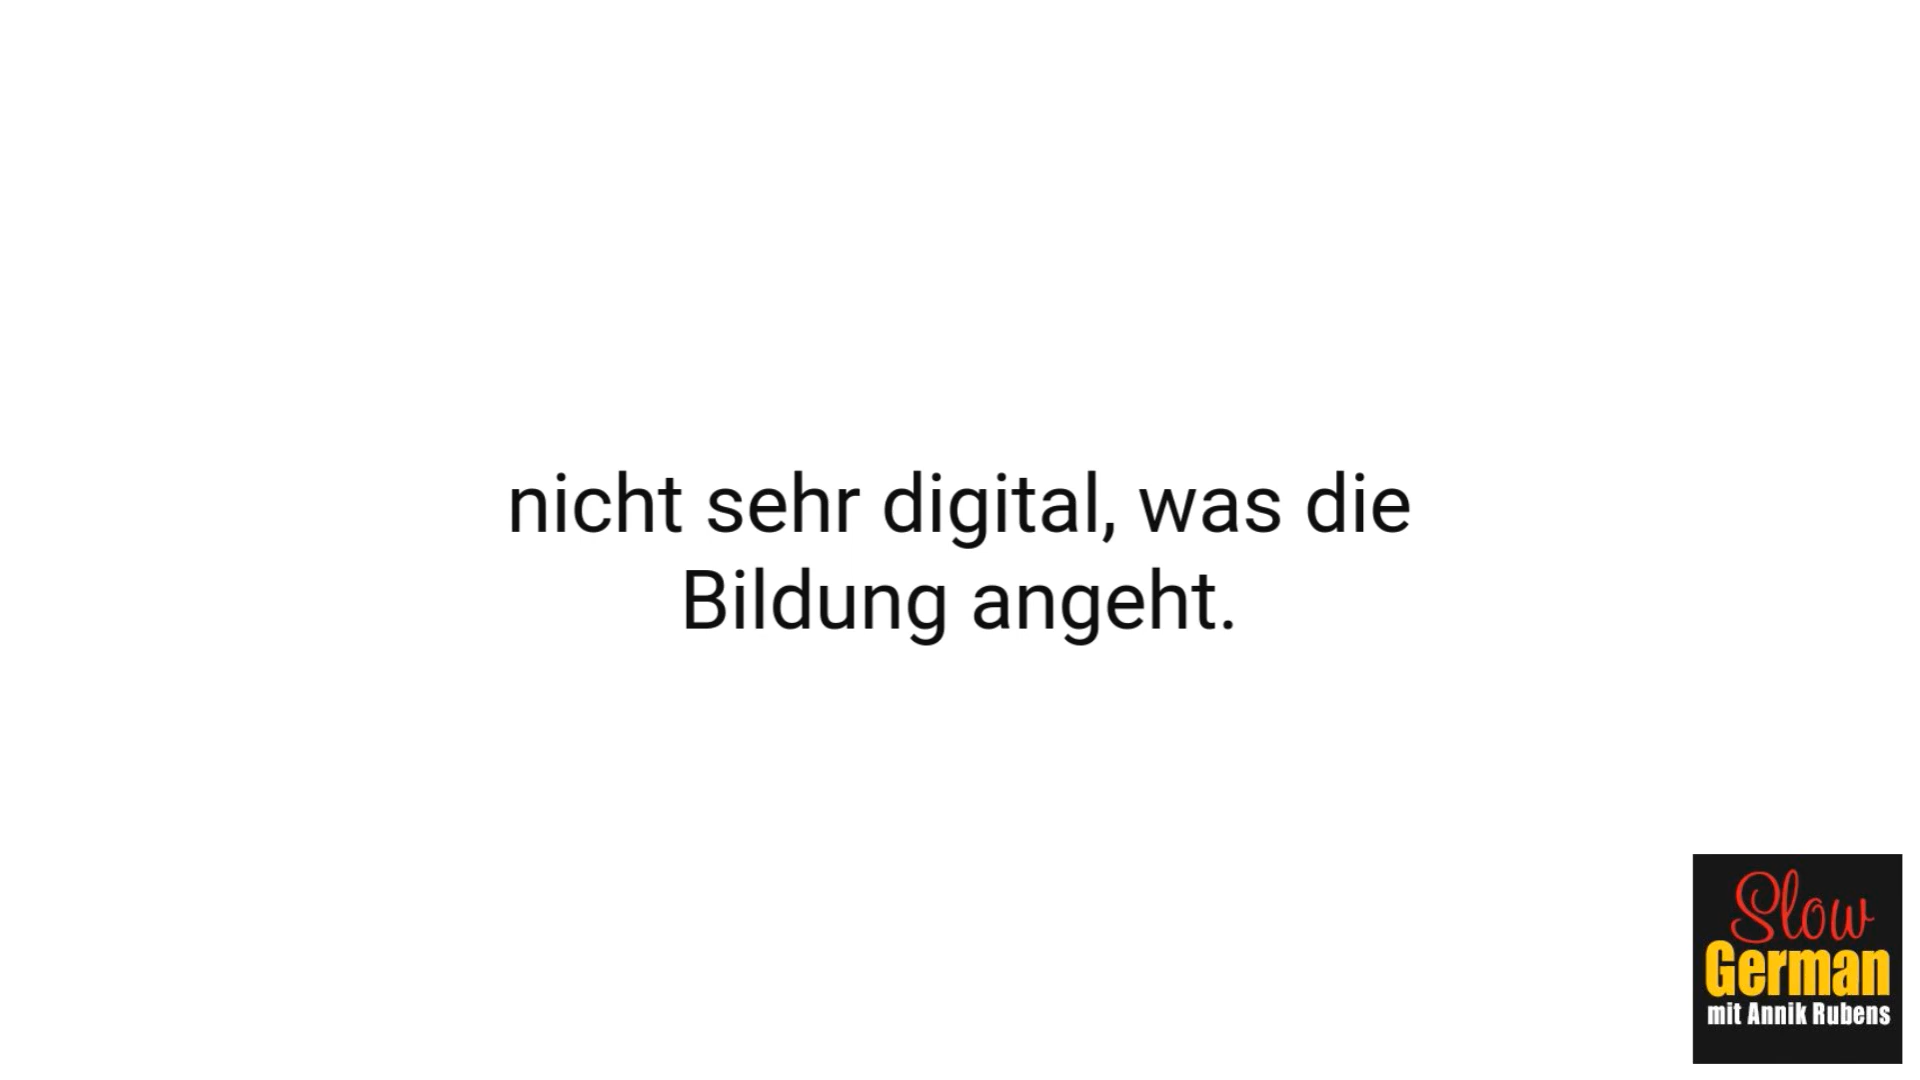 nicht sehr digital, was die
Bildung angeht.
Slow
German
mit Annik Rubens